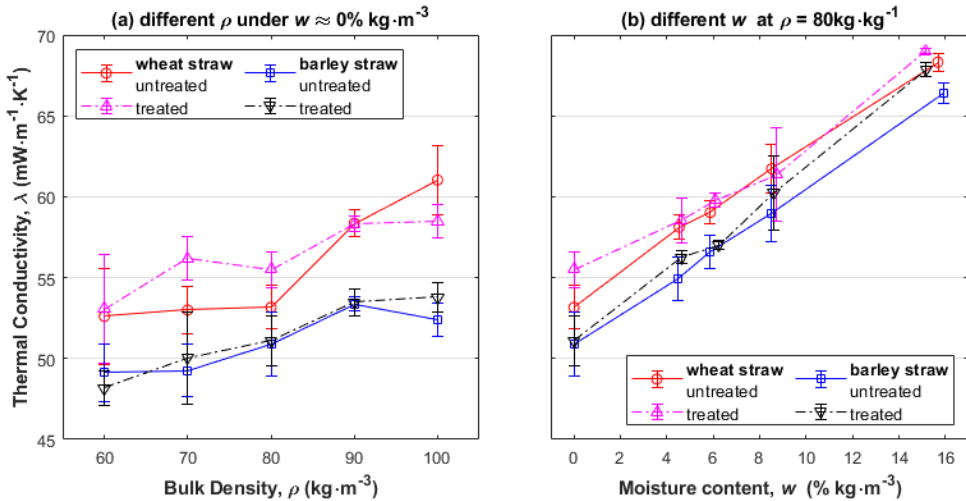 (a) different ρ under w ≈ 0% kg·m⁻³
(b) different w at ρ = 80kg·kg⁻¹
Thermal Conductivity, λ (mW·m⁻¹·K⁻¹)
70
65
60
55
50
45
wheat straw
untreated
treated
barley straw
untreated
treated
60
70
80
90
100
Bulk Density, ρ (kg·m⁻³)
wheat straw
untreated
treated
barley straw
untreated
treated
0
2
4
6
8
10
12
14
16
Moisture content, w (% kg·m⁻³)